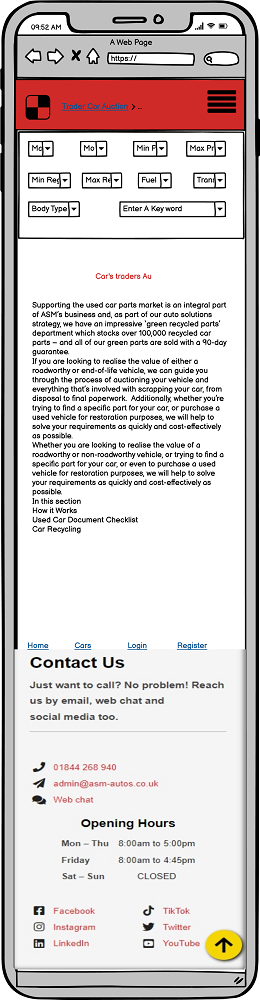 09:52 AM
A Web Page
https://
Trader Car Auction > ..
Ma Mo Min P Max Pr
Min Reg Max Re Fuel Trans
Body Type Enter A Key word
Car's traders Au
Supporting the used car parts market is an integral part
of ASM's business and, as part of our auto solutions
strategy, we have an impressive 'green recycled parts'
department which stocks over 100,000 recycled car
parts – and all of our green parts are sold with a 90-day
guarantee.
If you are looking to realise the value of either a
roadworthy or end-of-life vehicle, we can guide you
through the process of auctioning your vehicle and
everything that's involved with scrapping your car, from
disposal to final paperwork. Additionally, whether you're
trying to find a specific part for your car, or purchase a
used vehicle for restoration purposes, we will help to
solve your requirements as quickly and cost-effectively
as possible.
Whether you are looking to realise the value of a
roadworthy or non-roadworthy vehicle, or trying to find a
specific part for your car, or even to purchase a used
vehicle for restoration purposes, we will help to solve
your requirements as quickly and cost-effectively as
possible.
In this section
How it Works
Used Car Document Checklist
Car Recycling
Home Cars Login Register
Contact Us
Just want to call? No problem! Reach
us by email, web chat and
social media too.
01844 268 940
admin@asm-autos.co.uk
Web chat
Opening Hours
Mon – Thu 8:00am to 5:00pm
Friday 8:00am to 4:45pm
Sat – Sun CLOSED
Facebook TikTok
Instagram Twitter
LinkedIn YouTube